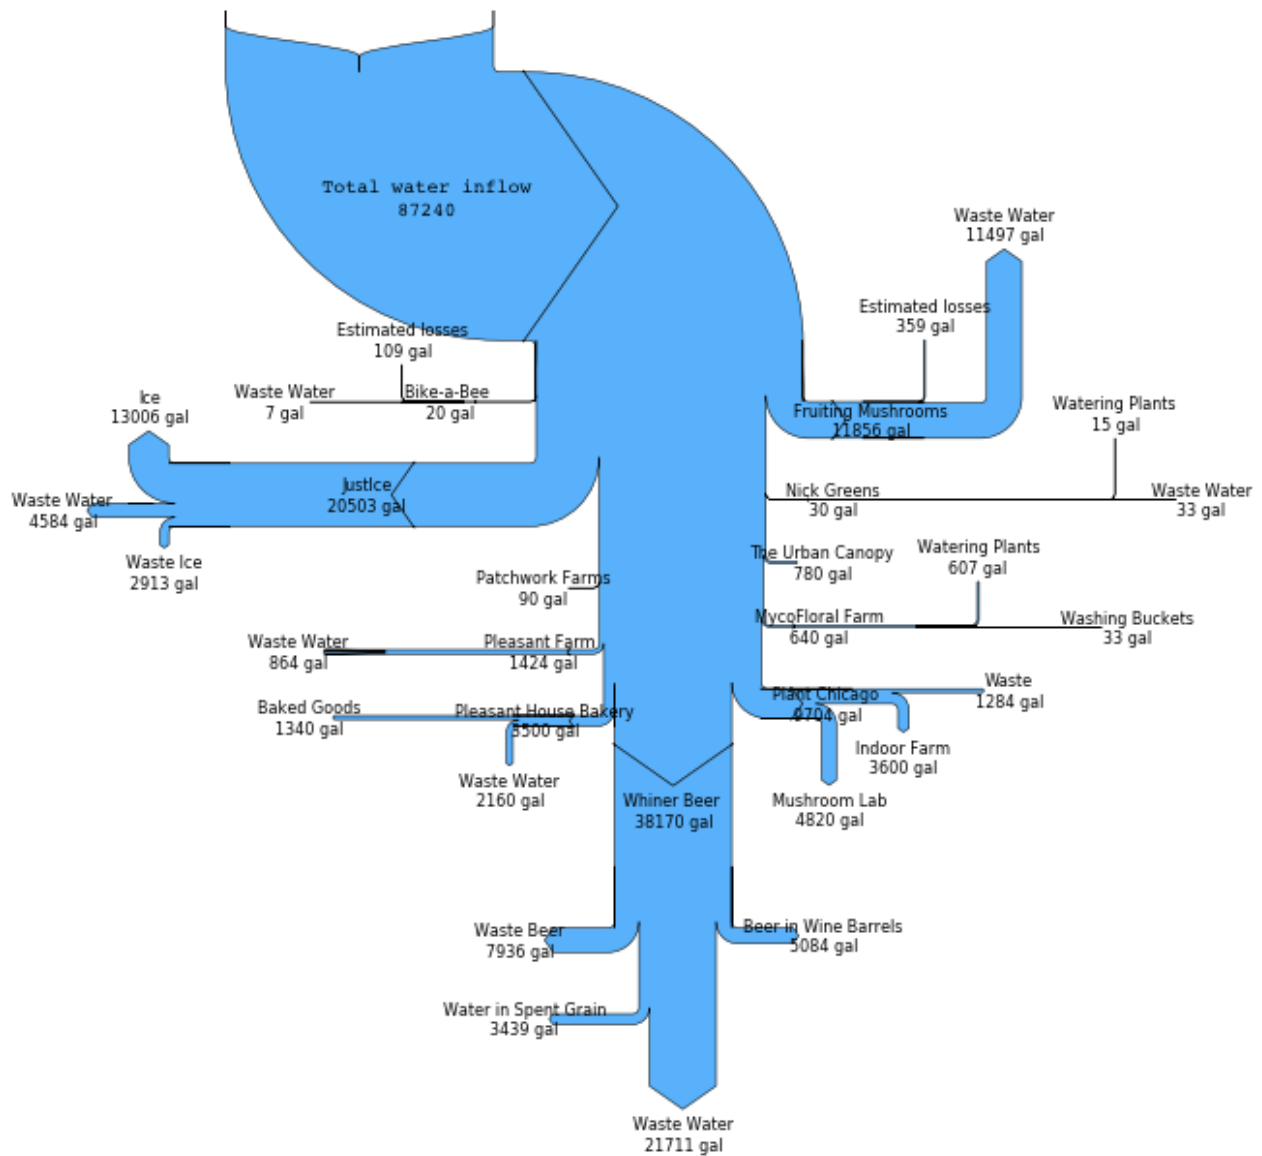 Total water inflow
87240
Waste Water
11497 gal
Estimated losses
359 gal
Estimated losses
109 gal
Waste Water
7 gal
Bike-a-Bee
20 gal
Ice
13006 gal
Fruiting Mushrooms
11856 gal
Watering Plants
15 gal
JustIce
20503 gal
Nick Greens
30 gal
Waste Water
33 gal
Waste Water
4584 gal
Waste Ice
2913 gal
The Urban Canopy
780 gal
Watering Plants
607 gal
Patchwork Farms
90 gal
MycoFloral Farm
640 gal
Washing Buckets
33 gal
Waste Water
864 gal
Pleasant Farm
1424 gal
Waste
1284 gal
Plant Chicago
9704 gal
Baked Goods
1340 gal
Pleasant House Bakery
3500 gal
Indoor Farm
3600 gal
Waste Water
2160 gal
Whiner Beer
38170 gal
Mushroom Lab
4820 gal
Waste Beer
7936 gal
Beer in Wine Barrels
5084 gal
Water in Spent Grain
3439 gal
Waste Water
21711 gal